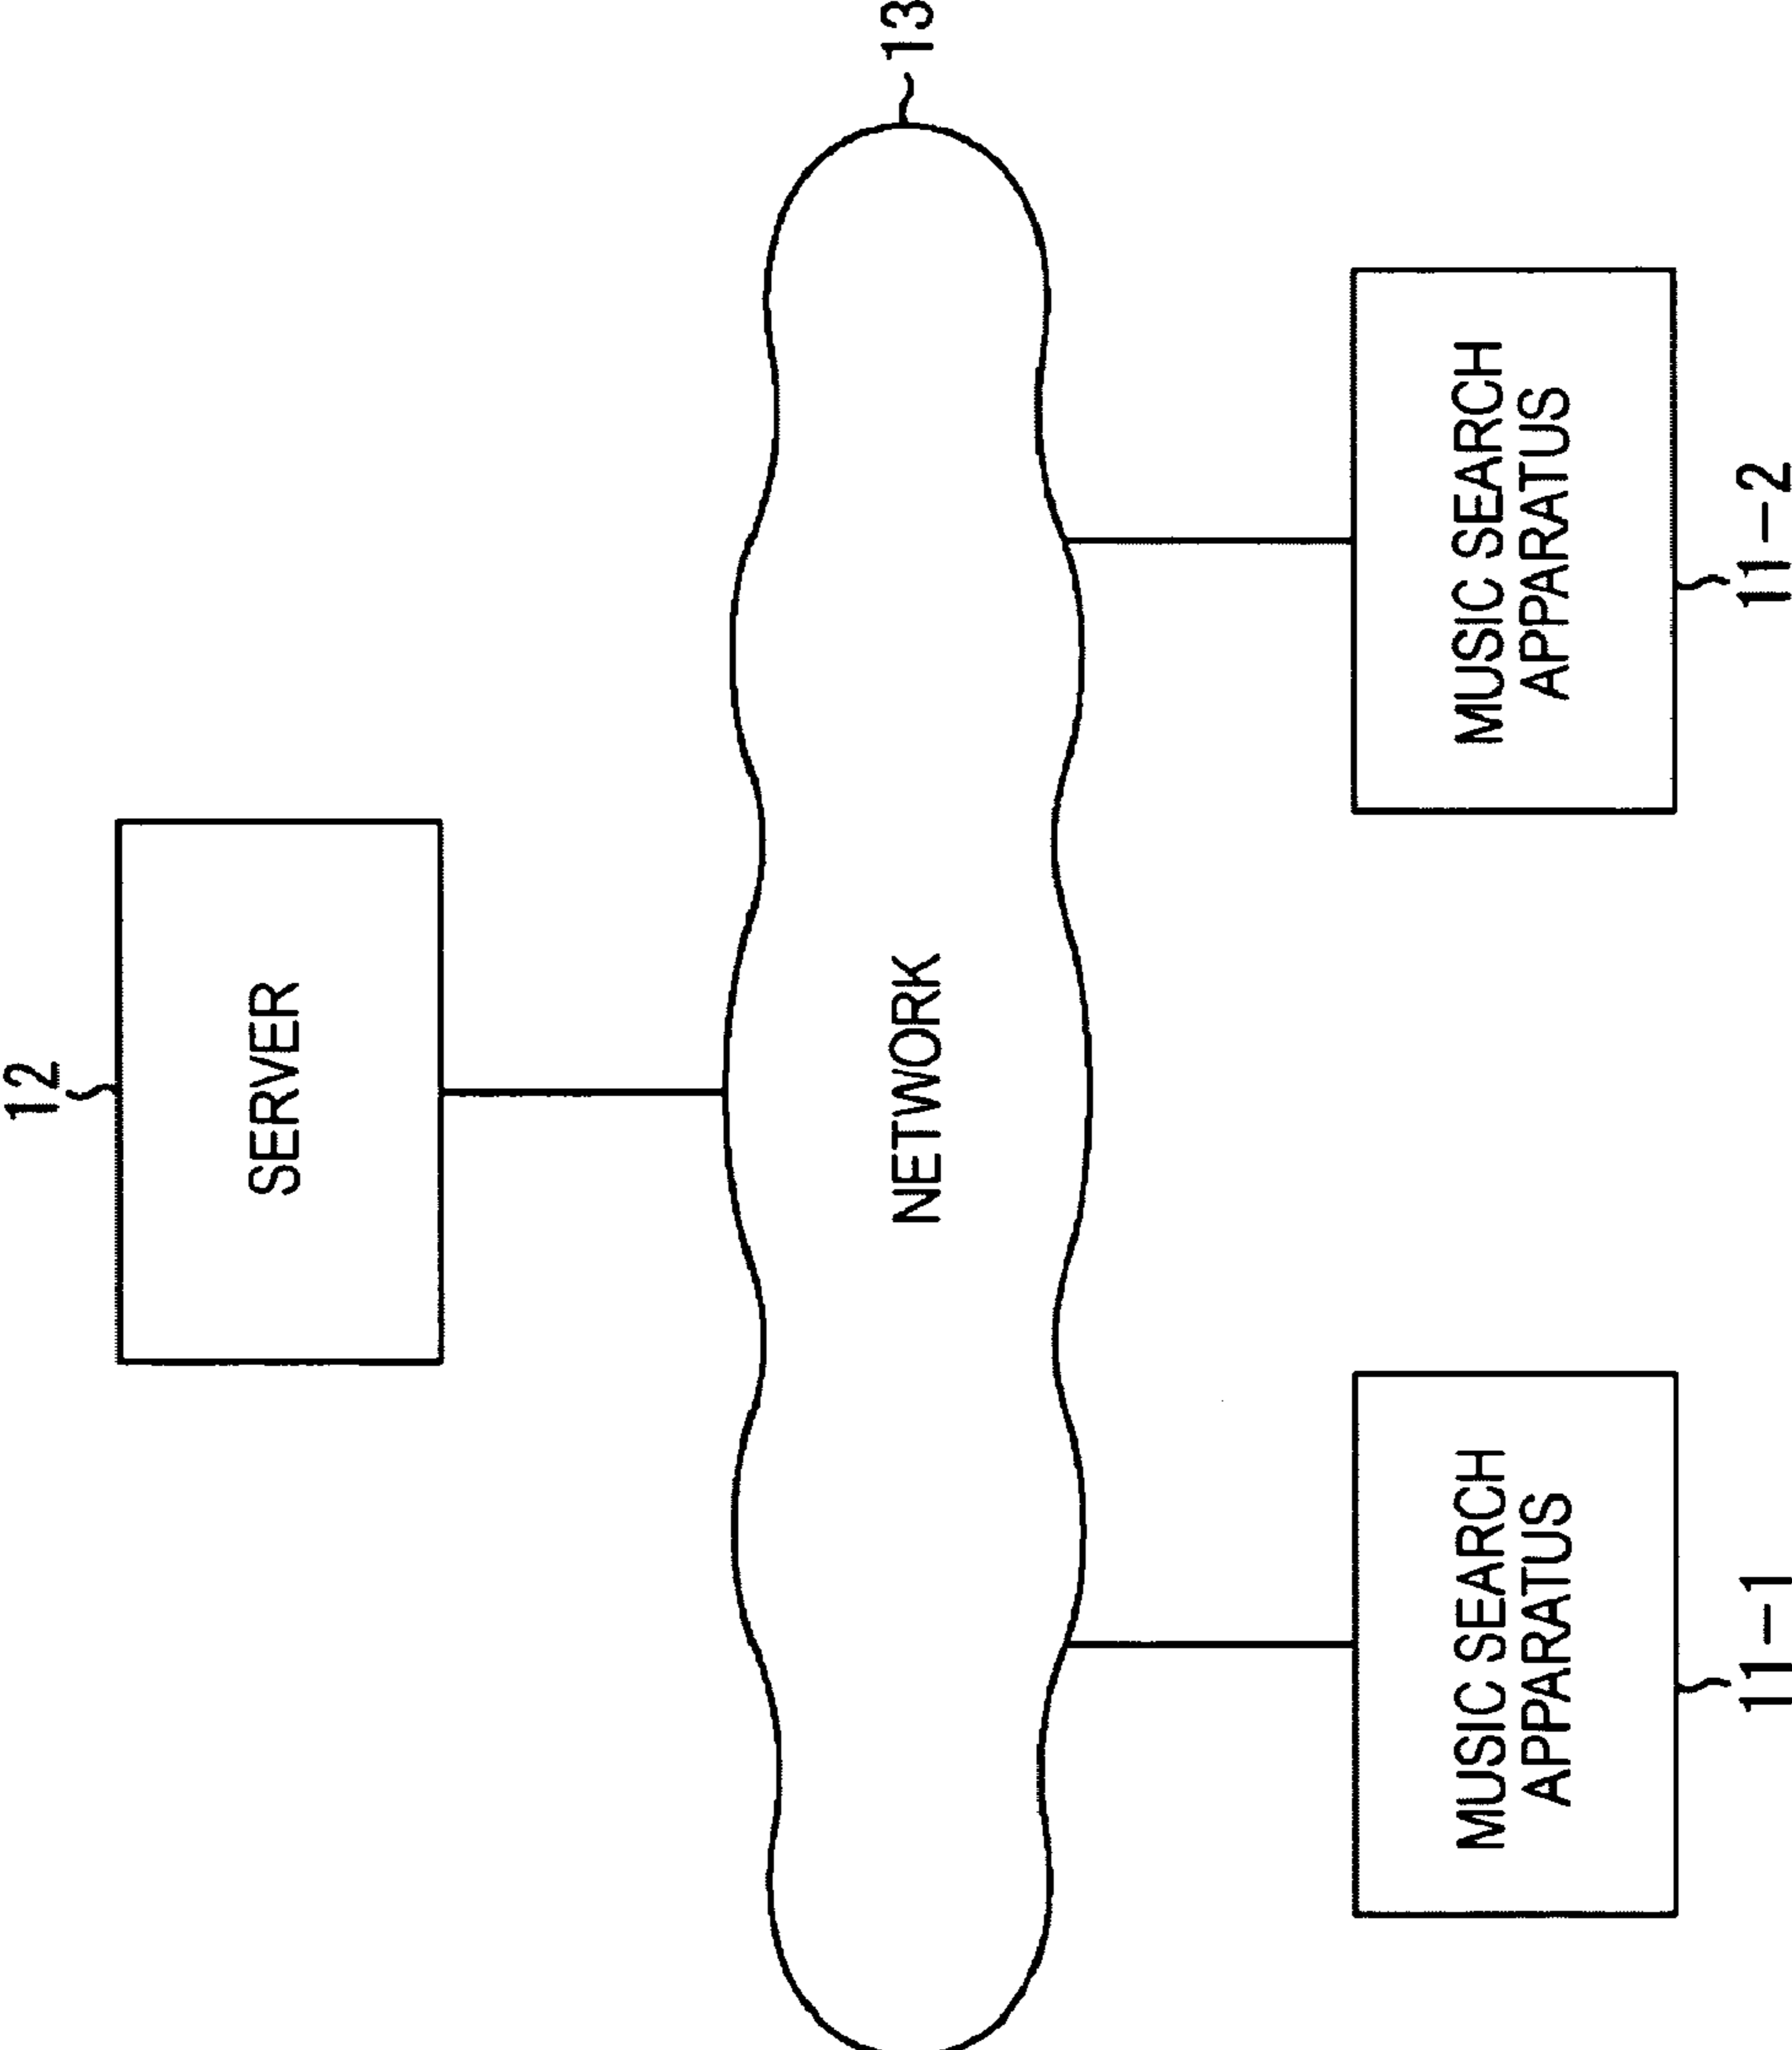 12
SERVER
NETWORK
13
MUSIC SEARCH
APPARATUS
11-1
MUSIC SEARCH
APPARATUS
11-2